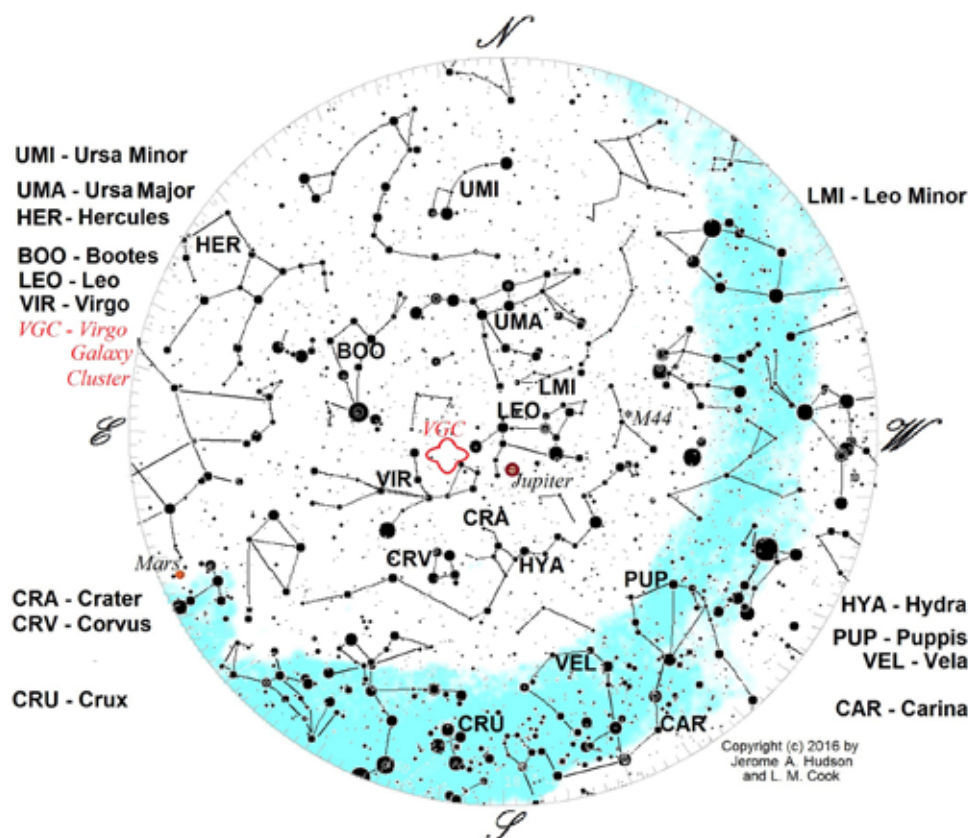 N
UMI - Ursa Minor
UMA - Ursa Major
HER - Hercules
BOO - Bootes
LEO - Leo
VIR - Virgo
VGC - Virgo
Galaxy
Cluster
LMI - Leo Minor
UMI
HER
UMA
BOO
LMI
LEO
*M44
E
VGC
W
VIR
Jupiter
CRA
CRV
HYA
Mars
PUP
CRA - Crater
CRV - Corvus
HYA - Hydra
PUP - Puppis
VEL - Vela
VEL
CRU - Crux
CRU
CAR
CAR - Carina
Copyright (c) 2016 by
Jerome A. Hudson
and L. M. Cook
S